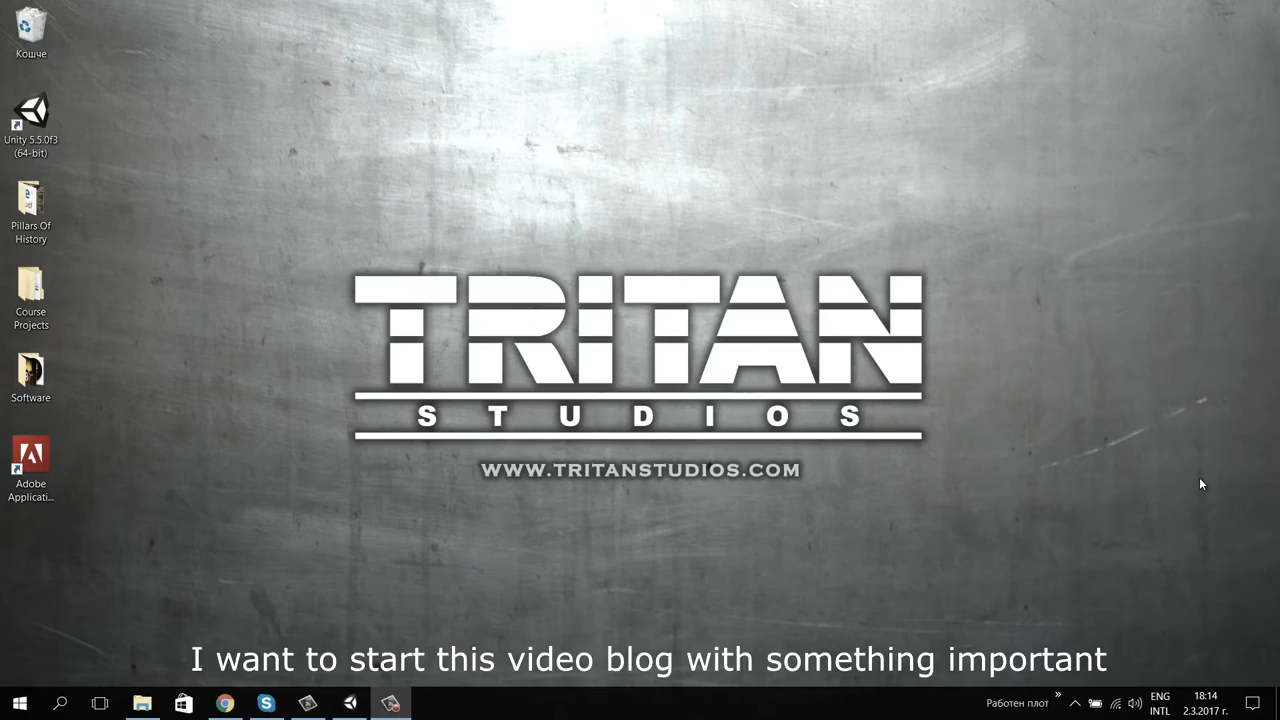 Кошче
Unity 5.5.0f3
(64-bit)
Pillars Of
History
Course
Projects
Software
Adobe
Applicati...
TRITAN
STUDIOS
WWW.TRITANSTUDIOS.COM
I want to start this video blog with something important
Работен плот
ENG
INTL
18:14
2.3.2017 г.